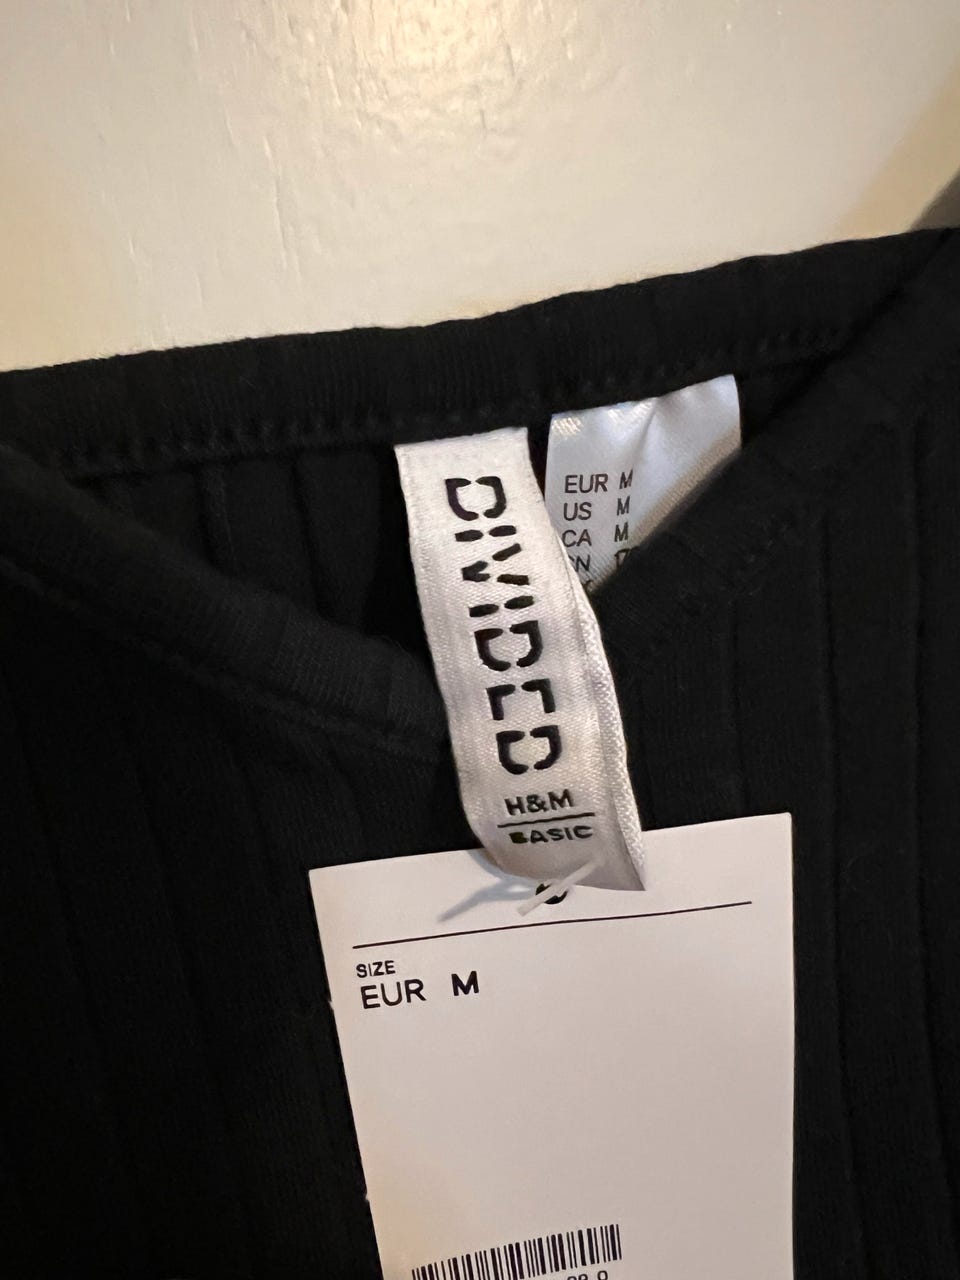 DIVIDED
H&M
BASIC
EUR M
US M
CA M
SIZE
EUR M